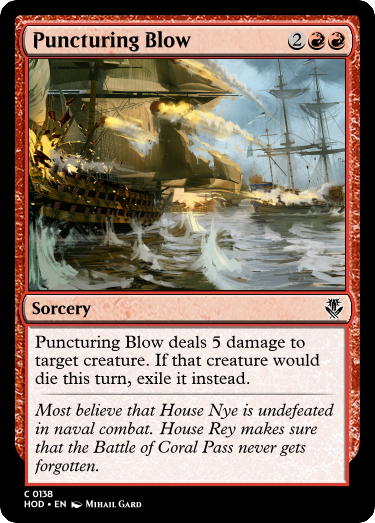 Puncturing Blow 2
Sorcery
Puncturing Blow deals 5 damage to
target creature. If that creature would
die this turn, exile it instead.
Most believe that House Nye is undefeated
in naval combat. House Rey makes sure
that the Battle of Coral Pass never gets
forgotten.
C 0138
HOD • EN Mihail Gard